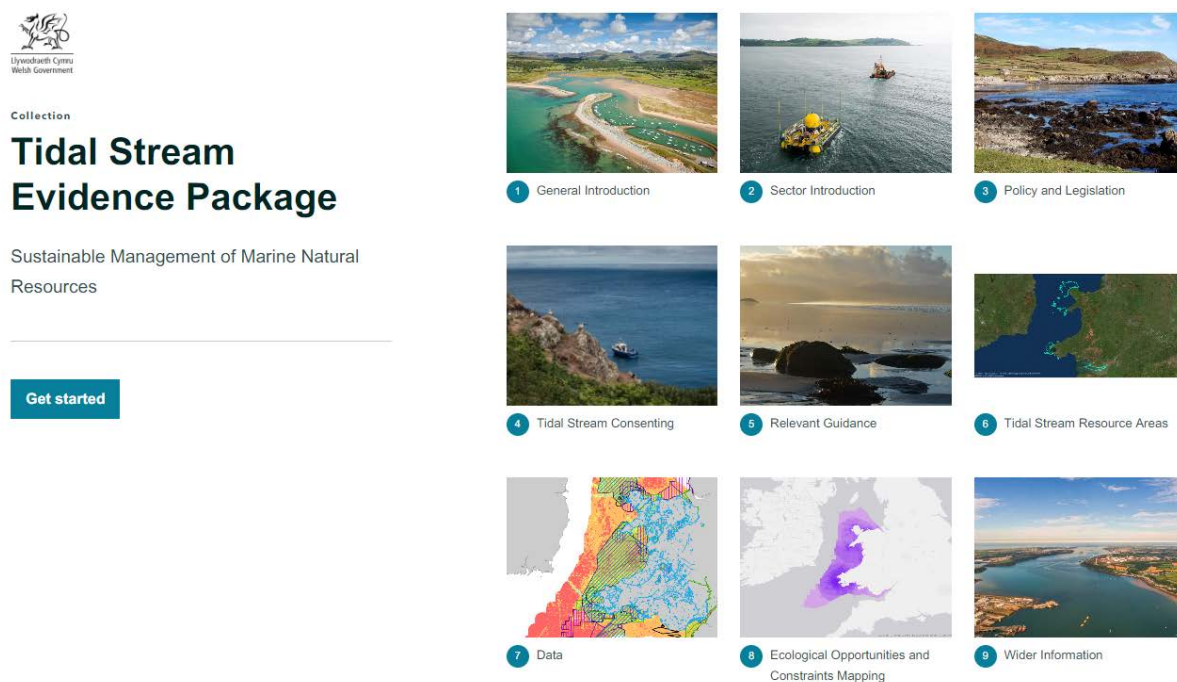 Llywodraeth Cymru
Welsh Government
Collection
Tidal Stream
Evidence Package
Sustainable Management of Marine Natural
Resources
Get started
1 General Introduction
2 Sector Introduction
3 Policy and Legislation
4 Tidal Stream Consenting
5 Relevant Guidance
6 Tidal Stream Resource Areas
7 Data
8 Ecological Opportunities and
Constraints Mapping
9 Wider Information